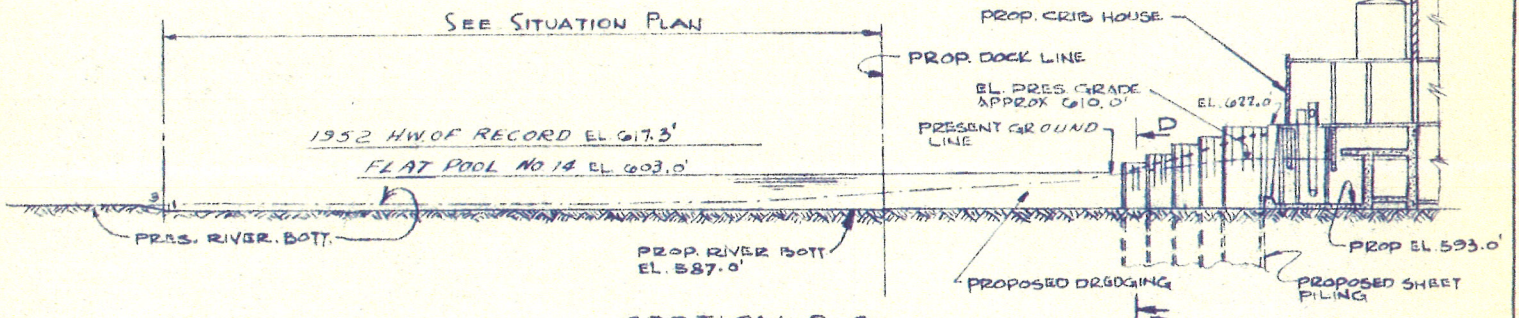 SEE SITUATION PLAN
PROP. CRIB HOUSE
PROP. DOCK LINE
EL. PRES. GRADE
APPROX 610.0'
EL. 622.0'
PRESENT GROUND
LINE
D
1952 H.W. OF RECORD EL. 617.3'
FLAT POOL NO 14 EL. 603.0'
3
1
PRES. RIVER. BOTT.
PROP. RIVER BOTT
EL. 587.0'
PROPOSED DREDGING
PROP EL. 593.0'
PROPOSED SHEET
PILING